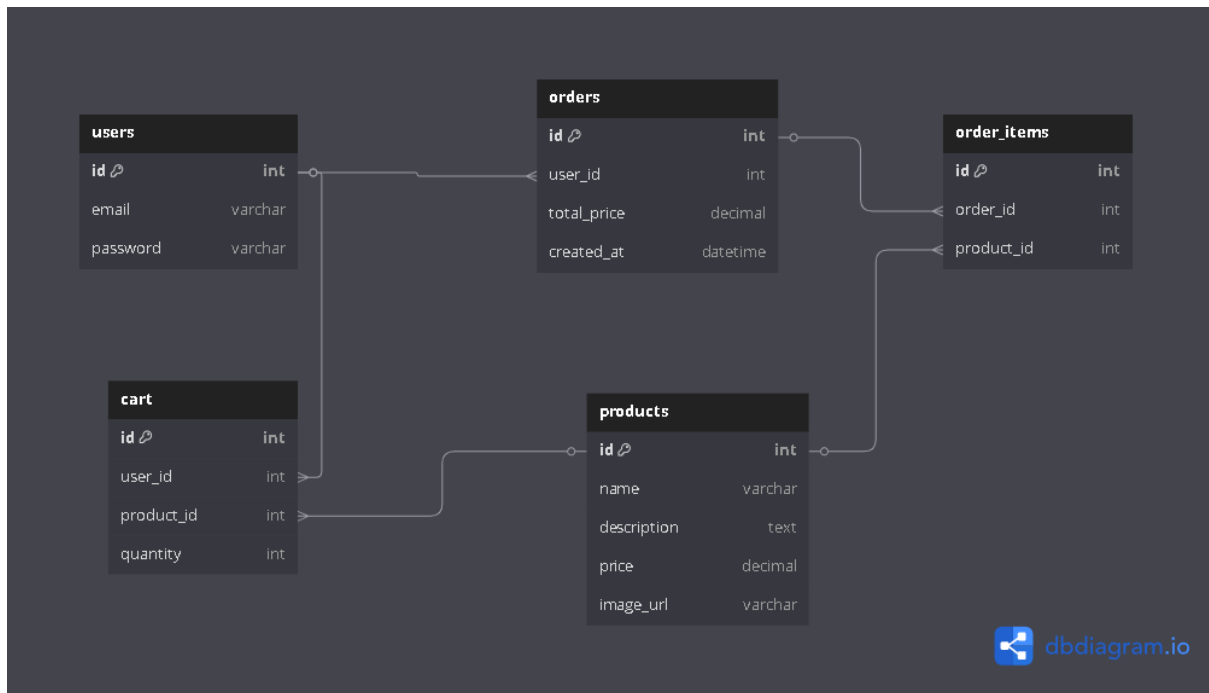 users
id int
email varchar
password varchar
orders
id int
user_id int
total_price decimal
created_at datetime
order_items
id int
order_id int
product_id int
cart
id int
user_id int
product_id int
quantity int
products
id int
name varchar
description text
price decimal
image_url varchar
dbdiagram.io